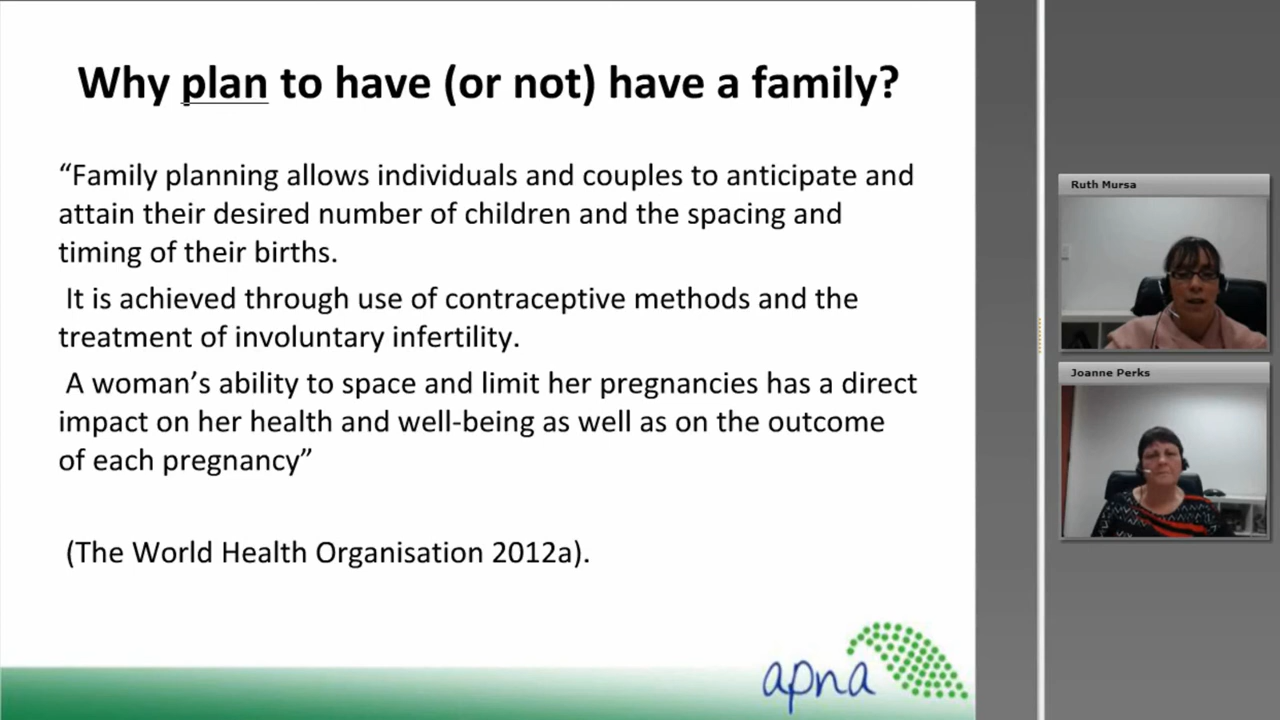 Why plan to have (or not) have a family?
“Family planning allows individuals and couples to anticipate and
attain their desired number of children and the spacing and
timing of their births.
It is achieved through use of contraceptive methods and the
treatment of involuntary infertility.
A woman’s ability to space and limit her pregnancies has a direct
impact on her health and well-being as well as on the outcome
of each pregnancy”
(The World Health Organisation 2012a).
apna
Ruth Mursa
Joanne Perks